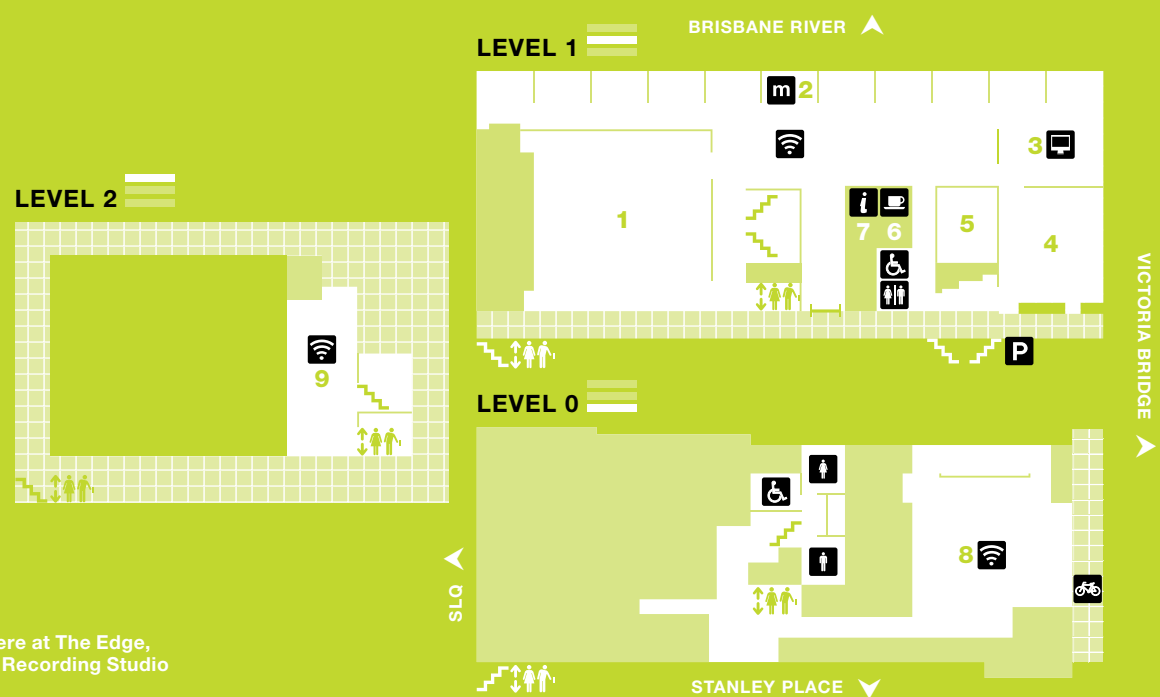 BRISBANE RIVER
LEVEL 1
m 2
3
LEVEL 2
1
i
7 6
5
4
VICTORIA BRIDGE
P
9
LEVEL 0
8
SLQ
ere at The Edge,
Recording Studio
STANLEY PLACE